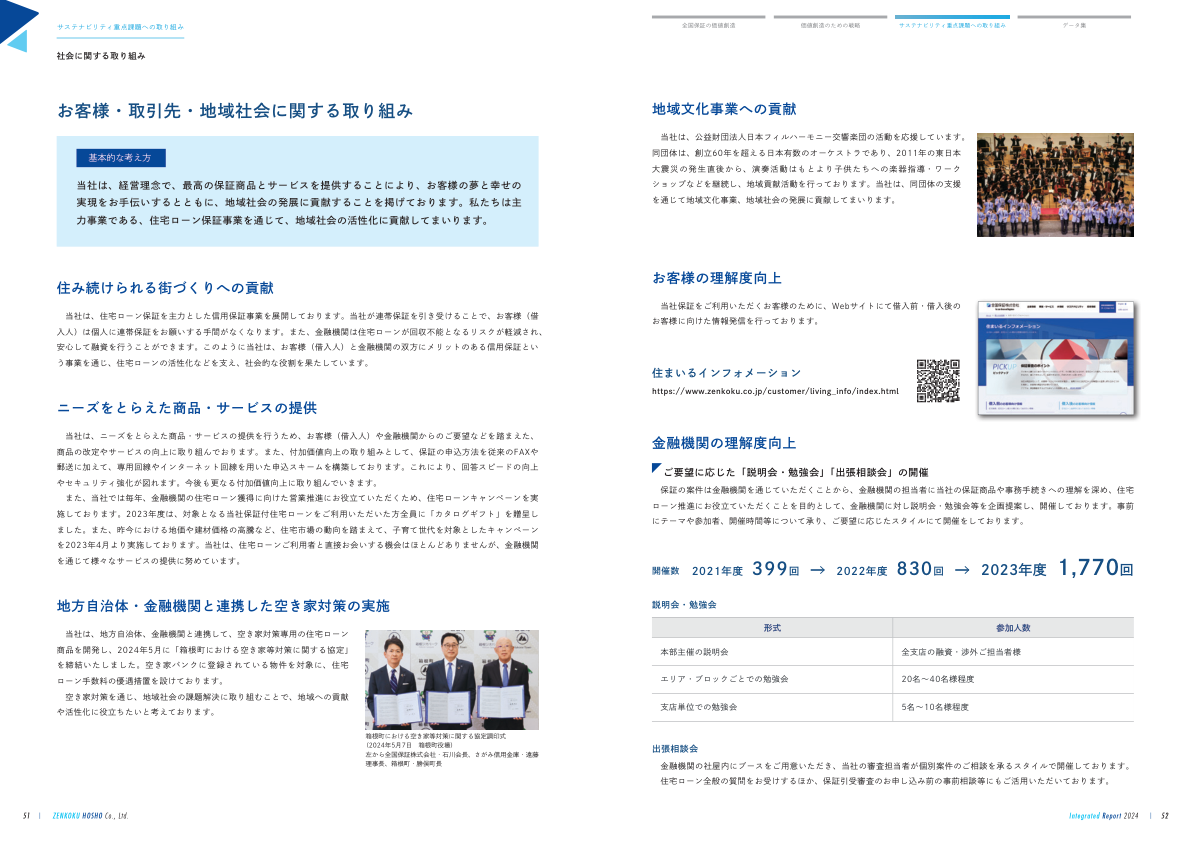 サステナビリティ重点課題への取り組み
社会に関する取り組み
お客様・取引先・地域社会に関する取り組み
基本的な考え方
当社は、経営理念で、最高の保証商品とサービスを提供することにより、お客様の夢と幸せの
実現をお手伝いするとともに、地域社会の発展に貢献することを掲げております。私たちは主
力事業である、住宅ローン保証事業を通じて、地域社会の活性化に貢献してまいります。
住み続けられる街づくりへの貢献
当社は、住宅ローン保証を主力とした信用保証事業を展開しております。当社が連帯保証を引き受けることで、お客様（借
入人）は個人に連帯保証をお願いする手間がなくなります。また、金融機関は住宅ローンが回収不能となるリスクが軽減され、
安心して融資を行うことができます。このように当社は、お客様（借入人）と金融機関の双方にメリットのある信用保証とい
う事業を通じ、住宅ローンの活性化などを支え、社会的な役割を果たしています。
ニーズをとらえた商品・サービスの提供
当社は、ニーズをとらえた商品・サービスの提供を行うため、お客様（借入人）や金融機関からのご要望などを踏まえた、
商品の改定やサービスの向上に取り組んでおります。また、付加価値向上の取り組みとして、保証の申込方法を従来のFAXや
郵送に加えて、専用回線やインターネット回線を用いた申込スキームを構築しております。これにより、回答スピードの向上
やセキュリティ強化が図れます。今後も更なる付加価値向上に取り組んでいきます。
また、当社では毎年、金融機関の住宅ローン獲得に向けた営業推進にお役立ていただくため、住宅ローンキャンペーンを実
施しております。2023年度は、対象となる当社保証付住宅ローンをご利用いただいた方全員に「カタログギフト」を贈呈し
ました。また、昨今における地価や建材価格の高騰など、住宅市場の動向を踏まえて、子育て世代を対象としたキャンペーン
を2023年4月より実施しております。当社は、住宅ローンご利用者と直接お会いする機会はほとんどありませんが、金融機関
を通じて様々なサービスの提供に努めています。
地方自治体・金融機関と連携した空き家対策の実施
当社は、地方自治体、金融機関と連携して、空き家対策専用の住宅ローン
商品を開発し、2024年5月に「箱根町における空き家等対策に関する協定」
を締結いたしました。空き家バンクに登録されている物件を対象に、住宅
ローン手数料の優遇措置を設けております。
空き家対策を通じ、地域社会の課題解決に取り組むことで、地域への貢献
や活性化に役立ちたいと考えております。
箱根町における空き家等対策に関する協定調印式
（2024年5月7日　箱根町役場）
左から全国保証株式会社・石川会長、さがみ信用金庫・遠藤
理事長、箱根町・勝俣町長
51 | ZENKOKU HOSHO Co., Ltd.
全国保証の価値創造
価値創造のための戦略
サステナビリティ重点課題への取り組み
データ集
地域文化事業への貢献
当社は、公益財団法人日本フィルハーモニー交響楽団の活動を応援しています。
同団体は、創立60年を超える日本有数のオーケストラであり、2011年の東日本
大震災の発生直後から、演奏活動はもとより子供たちへの楽器指導・ワーク
ショップなどを継続し、地域貢献活動を行っております。当社は、同団体の支援
を通じて地域文化事業、地域社会の発展に貢献してまいります。
お客様の理解度向上
当社保証をご利用いただくお客様のために、Webサイトにて借入前・借入後の
お客様に向けた情報発信を行っております。
住まいるインフォメーション
https://www.zenkoku.co.jp/customer/living_info/index.html
全国保証株式会社
住まいるインフォメーション
PICKUP
金融機関の理解度向上
ご要望に応じた「説明会・勉強会」「出張相談会」の開催
保証の案件は金融機関を通じていただくことから、金融機関の担当者に当社の保証商品や事務手続きへの理解を深め、住宅
ローン推進にお役立ていただくことを目的として、金融機関に対し説明会・勉強会等を企画提案し、開催しております。事前
にテーマや参加者、開催時間等について承り、ご要望に応じたスタイルにて開催をしております。
開催数　2021年度 399回 → 2022年度 830回 → 2023年度 1,770回
説明会・勉強会
形式　参加人数
本部主催の説明会　全支店の融資・渉外ご担当者様
エリア・ブロックごとでの勉強会　20名〜40名様程度
支店単位での勉強会　5名〜10名様程度
出張相談会
金融機関の社屋内にブースをご用意いただき、当社の審査担当者が個別案件のご相談を承るスタイルで開催しております。
住宅ローン全般の質問をお受けするほか、保証引受審査のお申し込み前の事前相談等にもご活用いただいております。
Integrated Report 2024 | 52